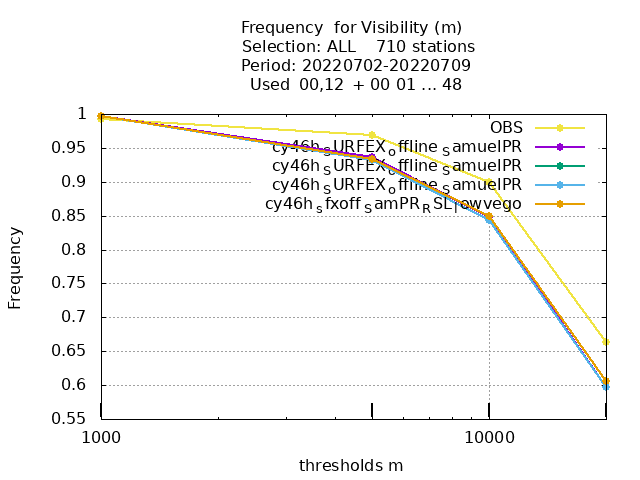 Frequency for Visibility (m)
Selection: ALL 710 stations
Period: 20220702-20220709
Used 00,12 + 00 01 ... 48
1
0.95
0.9
0.85
0.8
0.75
0.7
0.65
0.6
0.55
Frequency
OBS
cy46h_sURFEX_offline_samuelPR
cy46h_SURFEX_offline_SamuelPR
cy46h_SURFEX_offline_SamuelPR
cy46h_sfxoff_SamPR_RSL_lowvego
1000
10000
thresholds m